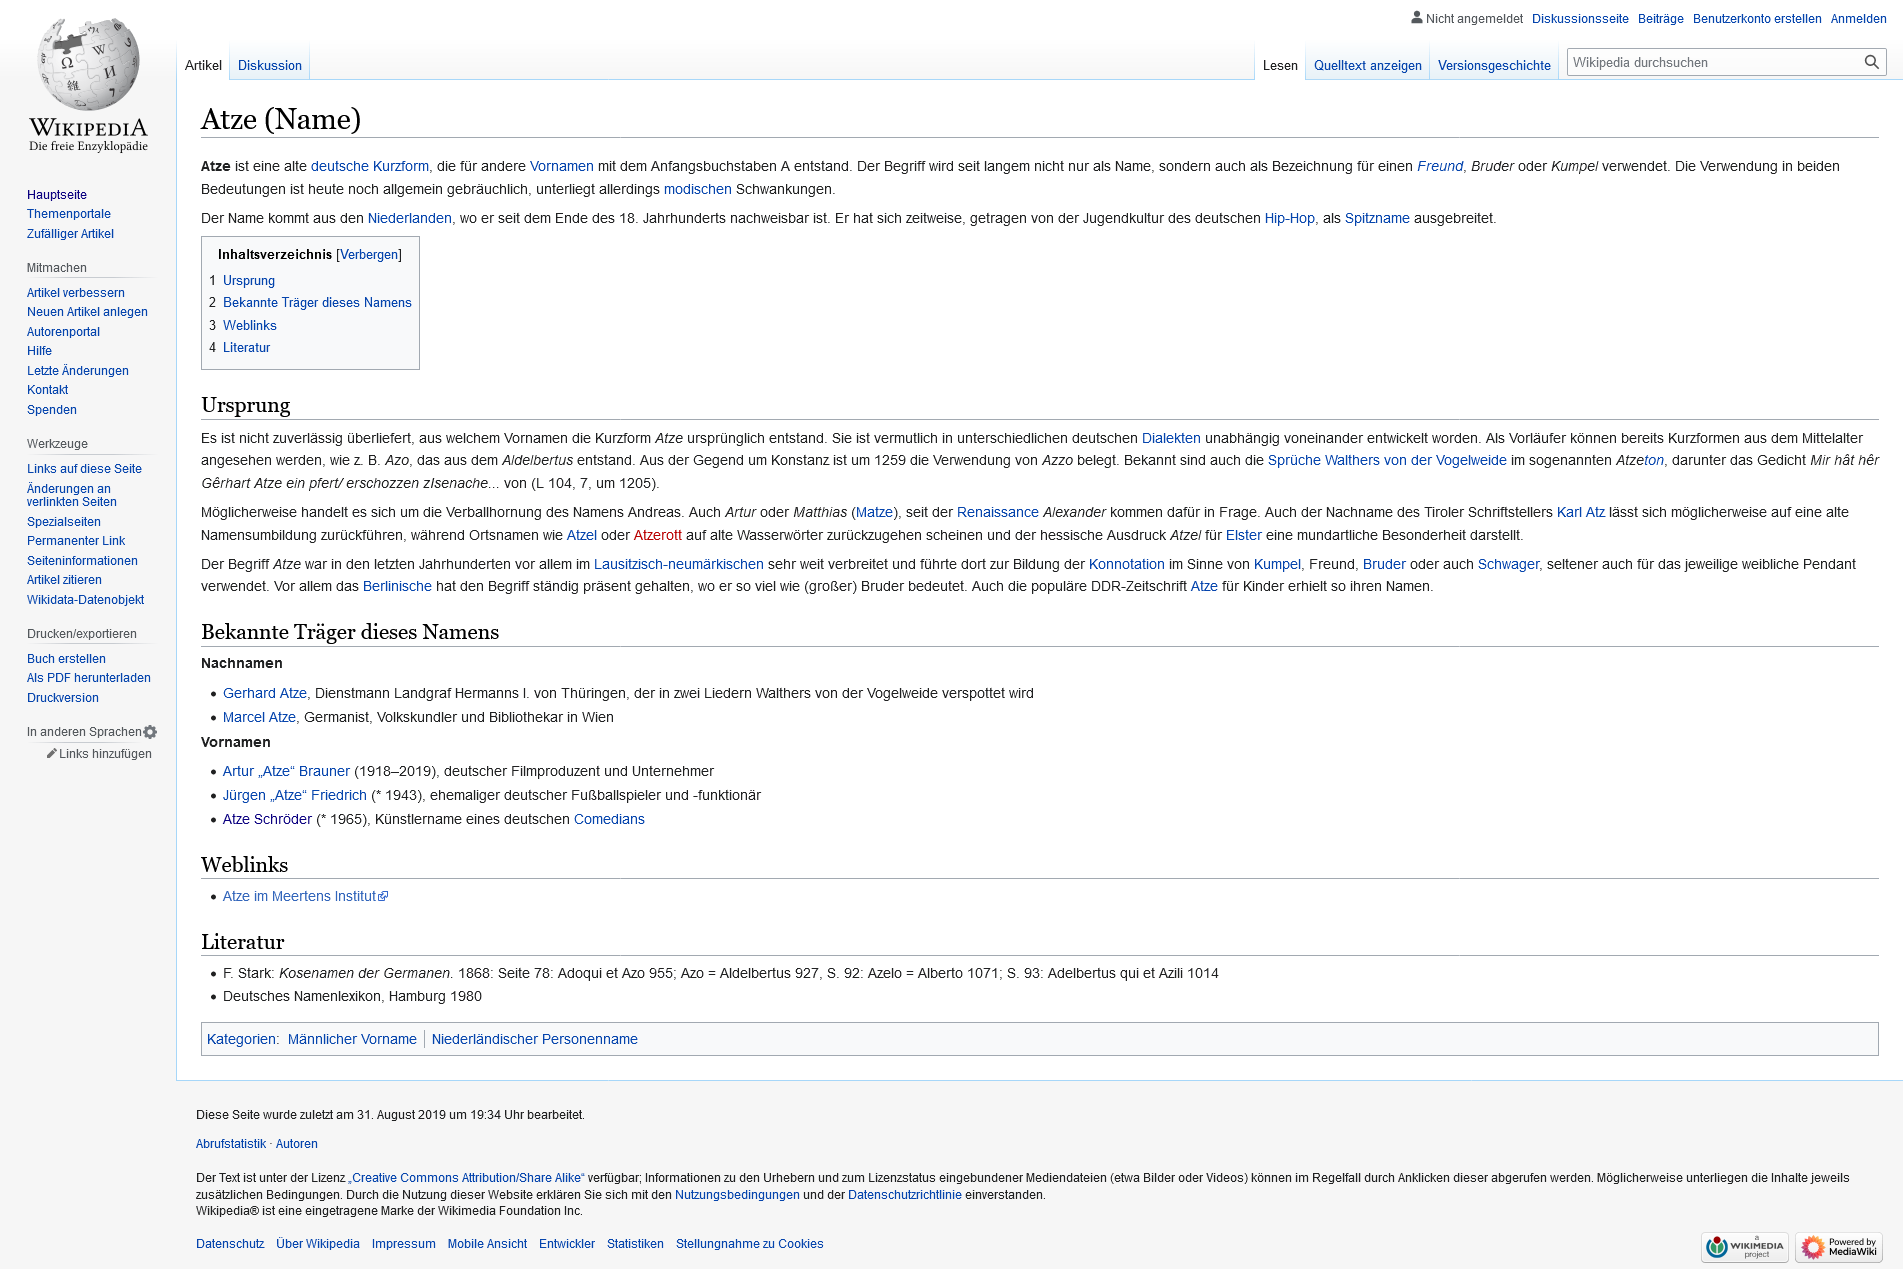 Nicht angemeldet Diskussionsseite Beiträge Benutzerkonto erstellen Anmelden
Artikel Diskussion Lesen Quelltext anzeigen Versionsgeschichte Wikipedia durchsuchen
WIKIPEDIA
Die freie Enzyklopädie
Hauptseite
Themenportale
Zufälliger Artikel
Mitmachen
Artikel verbessern
Neuen Artikel anlegen
Autorenportal
Hilfe
Letzte Änderungen
Kontakt
Spenden
Werkzeuge
Links auf diese Seite
Änderungen an
verlinkten Seiten
Spezialseiten
Permanenter Link
Seiteninformationen
Artikel zitieren
Wikidata-Datenobjekt
Drucken/exportieren
Buch erstellen
Als PDF herunterladen
Druckversion
In anderen Sprachen
Links hinzufügen
Atze (Name)
Atze ist eine alte deutsche Kurzform, die für andere Vornamen mit dem Anfangsbuchstaben A entstand. Der Begriff wird seit langem nicht nur als Name, sondern auch als Bezeichnung für einen Freund, Bruder oder Kumpel verwendet. Die Verwendung in beiden
Bedeutungen ist heute noch allgemein gebräuchlich, unterliegt allerdings modischen Schwankungen.
Der Name kommt aus den Niederlanden, wo er seit dem Ende des 18. Jahrhunderts nachweisbar ist. Er hat sich zeitweise, getragen von der Jugendkultur des deutschen Hip-Hop, als Spitzname ausgebreitet.
Inhaltsverzeichnis [Verbergen]
1 Ursprung
2 Bekannte Träger dieses Namens
3 Weblinks
4 Literatur
Ursprung
Es ist nicht zuverlässig überliefert, aus welchem Vornamen die Kurzform Atze ursprünglich entstand. Sie ist vermutlich in unterschiedlichen deutschen Dialekten unabhängig voneinander entwickelt worden. Als Vorläufer können bereits Kurzformen aus dem Mittelalter
angesehen werden, wie z. B. Azo, das aus dem Aldelbertus entstand. Aus der Gegend um Konstanz ist um 1259 die Verwendung von Azzo belegt. Bekannt sind auch die Sprüche Walthers von der Vogelweide im sogenannten Atzeton, darunter das Gedicht Mir hât hêr
Gêrhart Atze ein pfert/ erschozzen zIsenache... von (L 104, 7, um 1205).
Möglicherweise handelt es sich um die Verballhornung des Namens Andreas. Auch Artur oder Matthias (Matze), seit der Renaissance Alexander kommen dafür in Frage. Auch der Nachname des Tiroler Schriftstellers Karl Atz lässt sich möglicherweise auf eine alte
Namensumbildung zurückführen, während Ortsnamen wie Atzel oder Atzerott auf alte Wasserwörter zurückzugehen scheinen und der hessische Ausdruck Atzel für Elster eine mundartliche Besonderheit darstellt.
Der Begriff Atze war in den letzten Jahrhunderten vor allem im Lausitzisch-neumärkischen sehr weit verbreitet und führte dort zur Bildung der Konnotation im Sinne von Kumpel, Freund, Bruder oder auch Schwager, seltener auch für das jeweilige weibliche Pendant
verwendet. Vor allem das Berlinische hat den Begriff ständig präsent gehalten, wo er so viel wie (großer) Bruder bedeutet. Auch die populäre DDR-Zeitschrift Atze für Kinder erhielt so ihren Namen.
Bekannte Träger dieses Namens
Nachnamen
• Gerhard Atze, Dienstmann Landgraf Hermanns I. von Thüringen, der in zwei Liedern Walthers von der Vogelweide verspottet wird
• Marcel Atze, Germanist, Volkskundler und Bibliothekar in Wien
Vornamen
• Artur „Atze“ Brauner (1918–2019), deutscher Filmproduzent und Unternehmer
• Jürgen „Atze“ Friedrich (* 1943), ehemaliger deutscher Fußballspieler und -funktionär
• Atze Schröder (* 1965), Künstlername eines deutschen Comedians
Weblinks
• Atze im Meertens Institut
Literatur
• F. Stark: Kosenamen der Germanen. 1868: Seite 78: Adoqui et Azo 955; Azo = Aldelbertus 927, S. 92: Azelo = Alberto 1071; S. 93: Adelbertus qui et Azili 1014
• Deutsches Namenlexikon, Hamburg 1980
Kategorien: Männlicher Vorname Niederländischer Personenname
Diese Seite wurde zuletzt am 31. August 2019 um 19:34 Uhr bearbeitet.
Abrufstatistik · Autoren
Der Text ist unter der Lizenz „Creative Commons Attribution/Share Alike“ verfügbar; Informationen zu den Urhebern und zum Lizenzstatus eingebundener Mediendateien (etwa Bilder oder Videos) können im Regelfall durch Anklicken dieser abgerufen werden. Möglicherweise unterliegen die Inhalte jeweils
zusätzlichen Bedingungen. Durch die Nutzung dieser Website erklären Sie sich mit den Nutzungsbedingungen und der Datenschutzrichtlinie einverstanden.
Wikipedia® ist eine eingetragene Marke der Wikimedia Foundation Inc.
Datenschutz Über Wikipedia Impressum Mobile Ansicht Entwickler Statistiken Stellungnahme zu Cookies
a
WIKIMEDIA
project
Powered by
MediaWiki